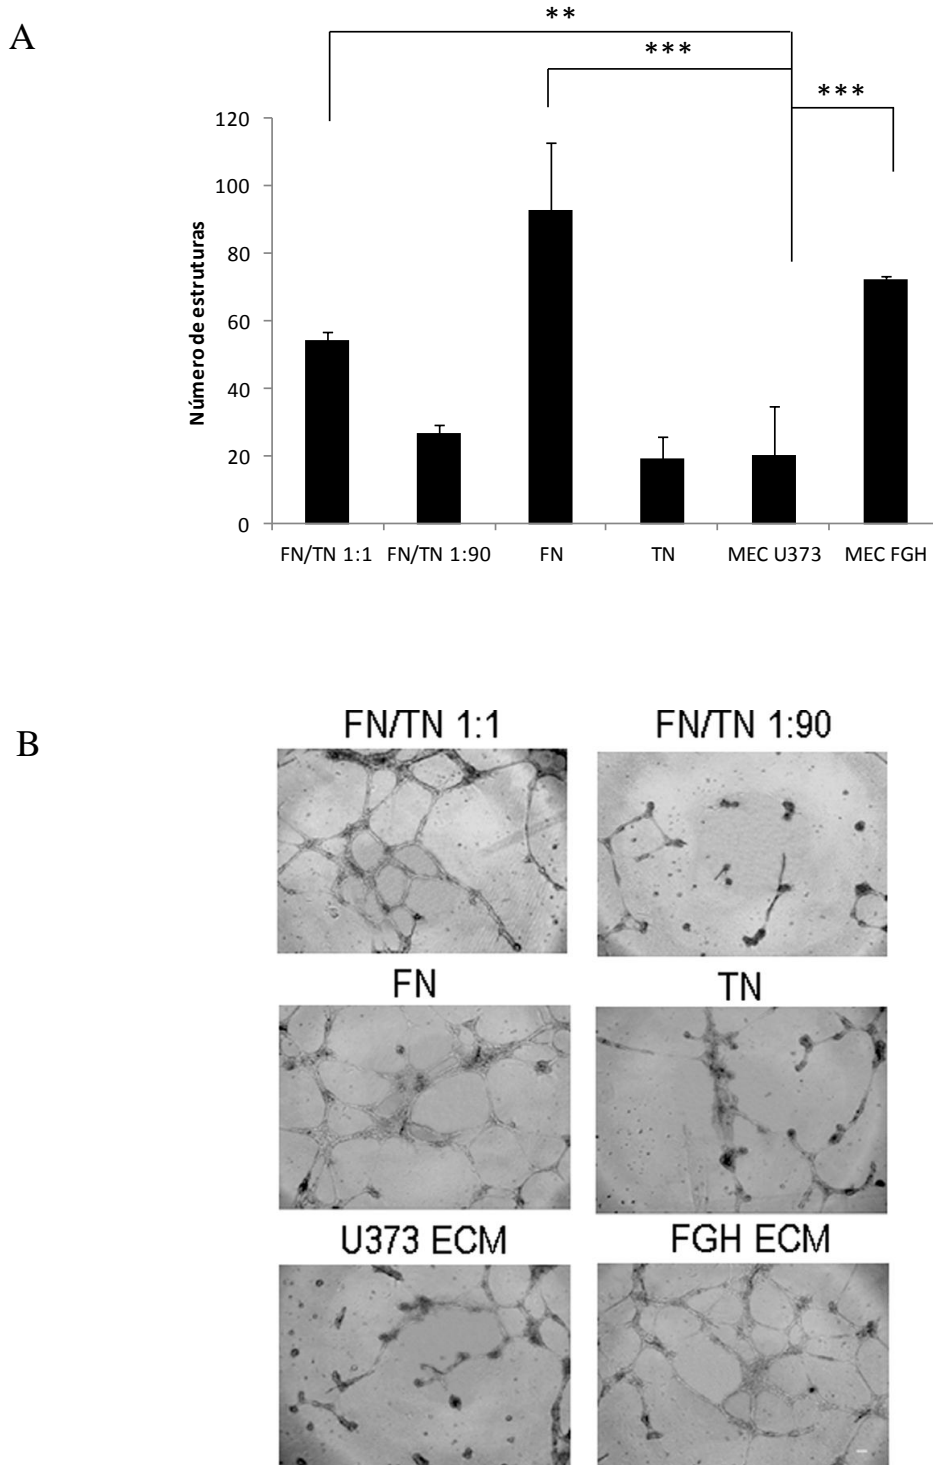 A
**
***
***
120
100
80
60
40
20
0
Número de estruturas
FN/TN 1:1 FN/TN 1:90 FN TN MEC U373 MEC FGH
B
FN/TN 1:1 FN/TN 1:90
FN TN
U373 ECM FGH ECM